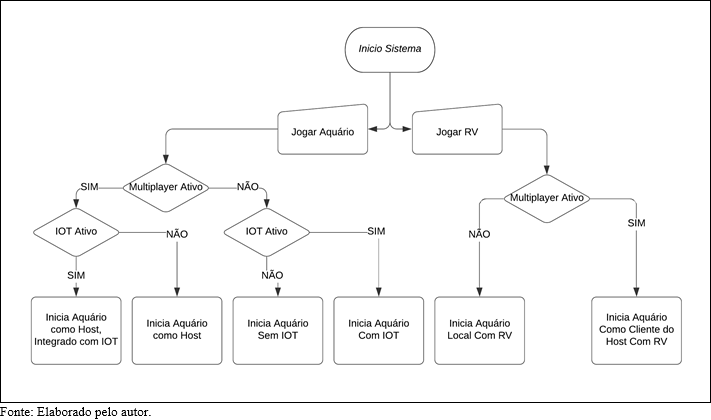 Inicio Sistema
Jogar Aquário
Jogar RV
Multiplayer Ativo
SIM
NÃO
Multiplayer Ativo
IOT Ativo
NÃO
IOT Ativo
SIM
NÃO
SIM
SIM
NÃO
Inicia Aquário
como Host,
Integrado com IOT
Inicia Aquário
como Host
Inicia Aquário
Sem IOT
Inicia Aquário
Com IOT
Inicia Aquário
Local Com RV
Inicia Aquário
Como Cliente do
Host Com RV
Fonte: Elaborado pelo autor.